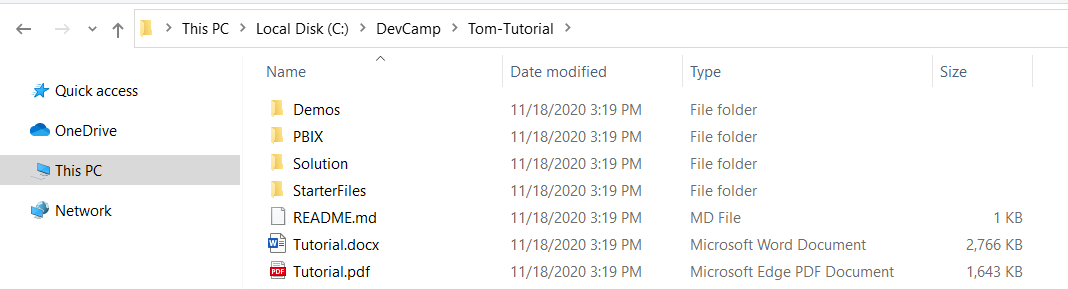 This PC Local Disk (C:) DevCamp Tom-Tutorial
Name Date modified Type Size
Quick access
OneDrive
This PC
Network
Demos 11/18/2020 3:19 PM File folder
PBIX 11/18/2020 3:19 PM File folder
Solution 11/18/2020 3:19 PM File folder
StarterFiles 11/18/2020 3:19 PM File folder
README.md 11/18/2020 3:19 PM MD File 1 KB
Tutorial.docx 11/18/2020 3:19 PM Microsoft Word Document 2,766 KB
Tutorial.pdf 11/18/2020 3:19 PM Microsoft Edge PDF Document 1,643 KB